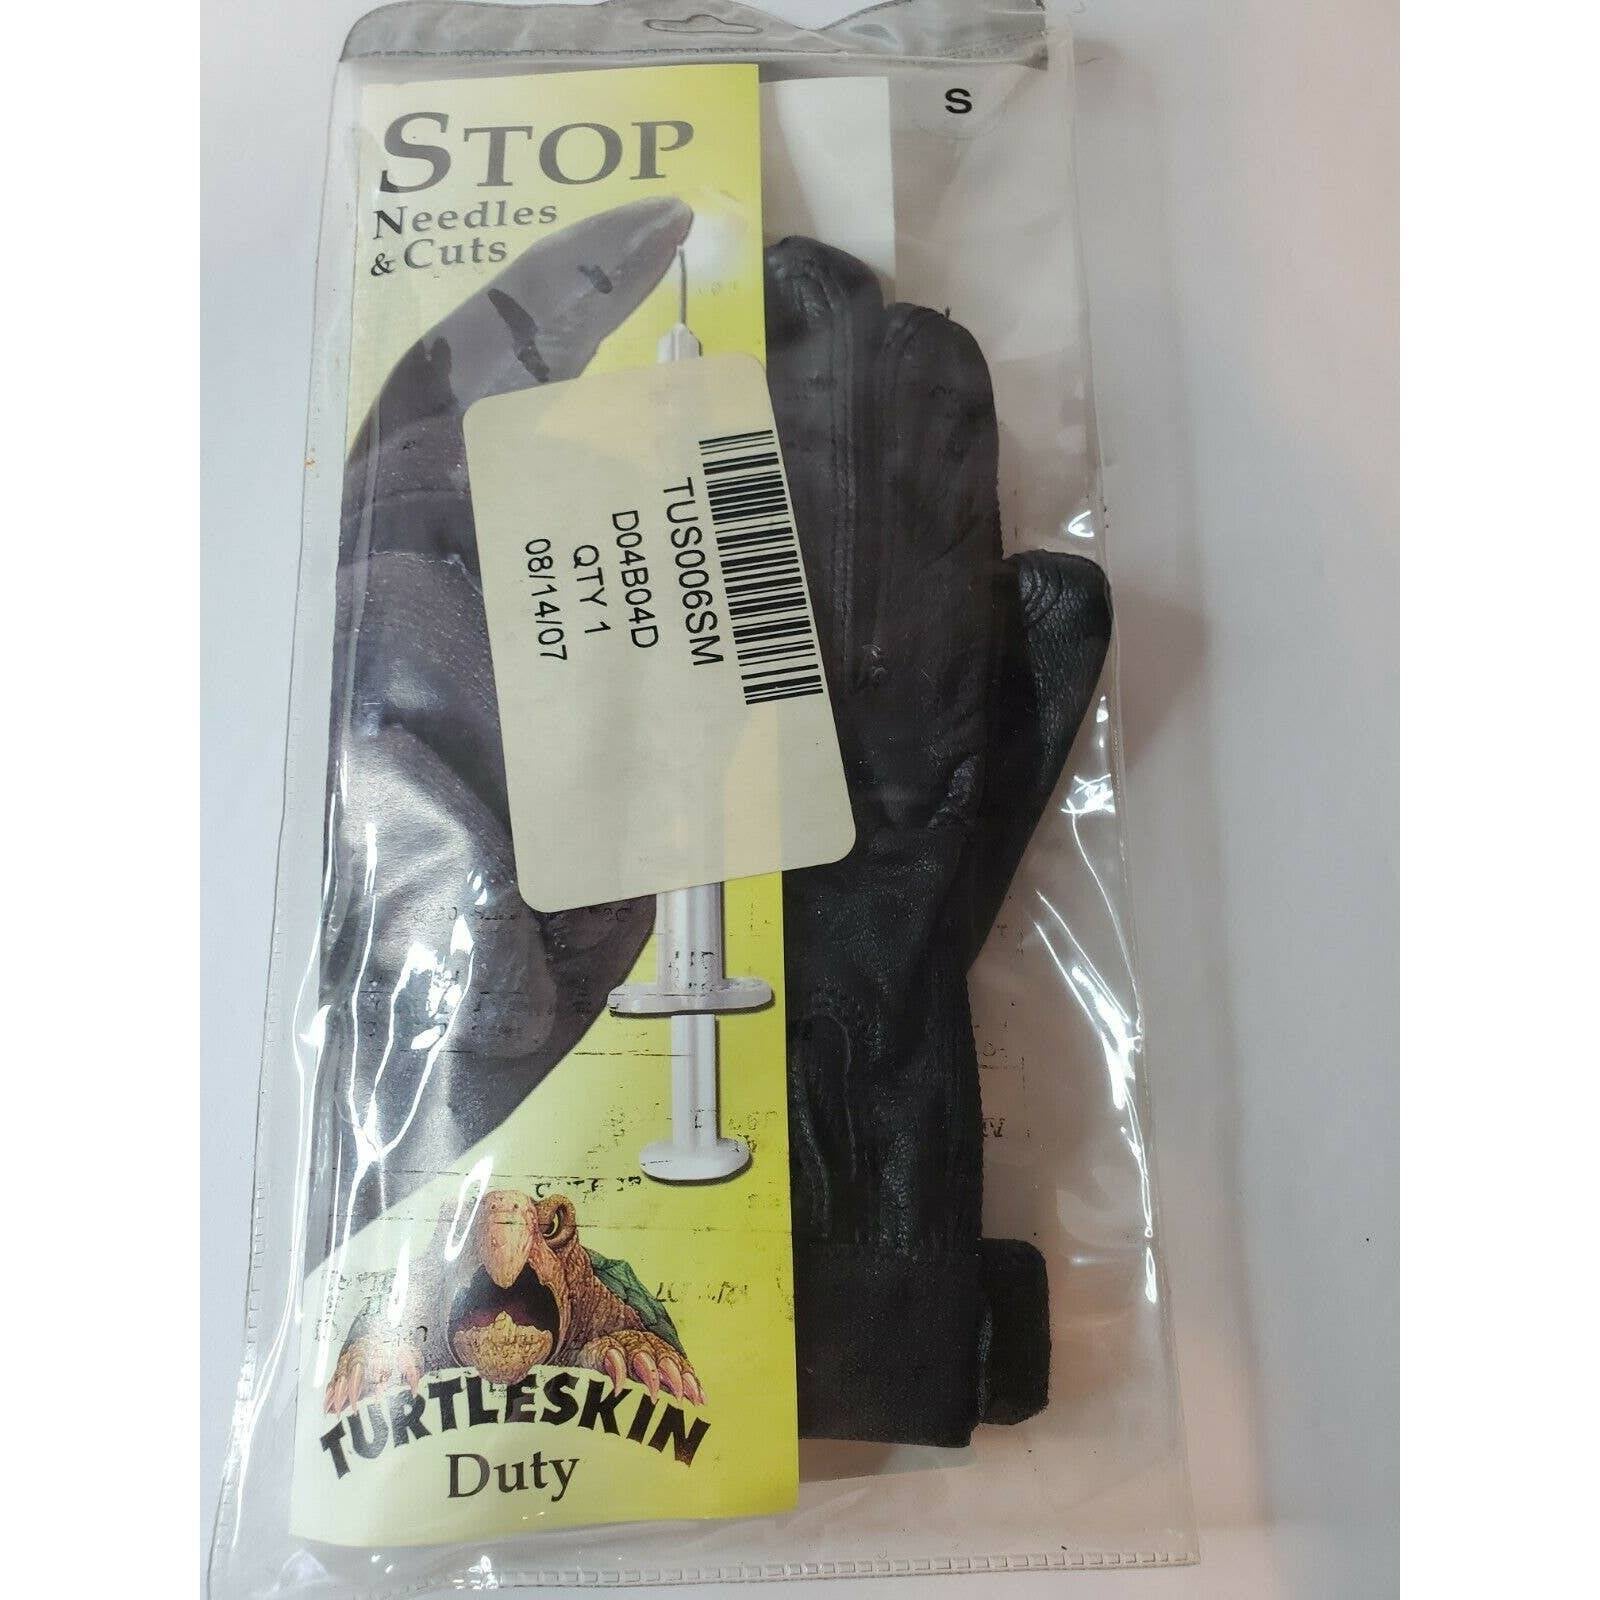 S
STOP
Needles
& Cuts
TUS006SM
D04B04D
QTY 1
08/14/07
TURTLESKIN
Duty